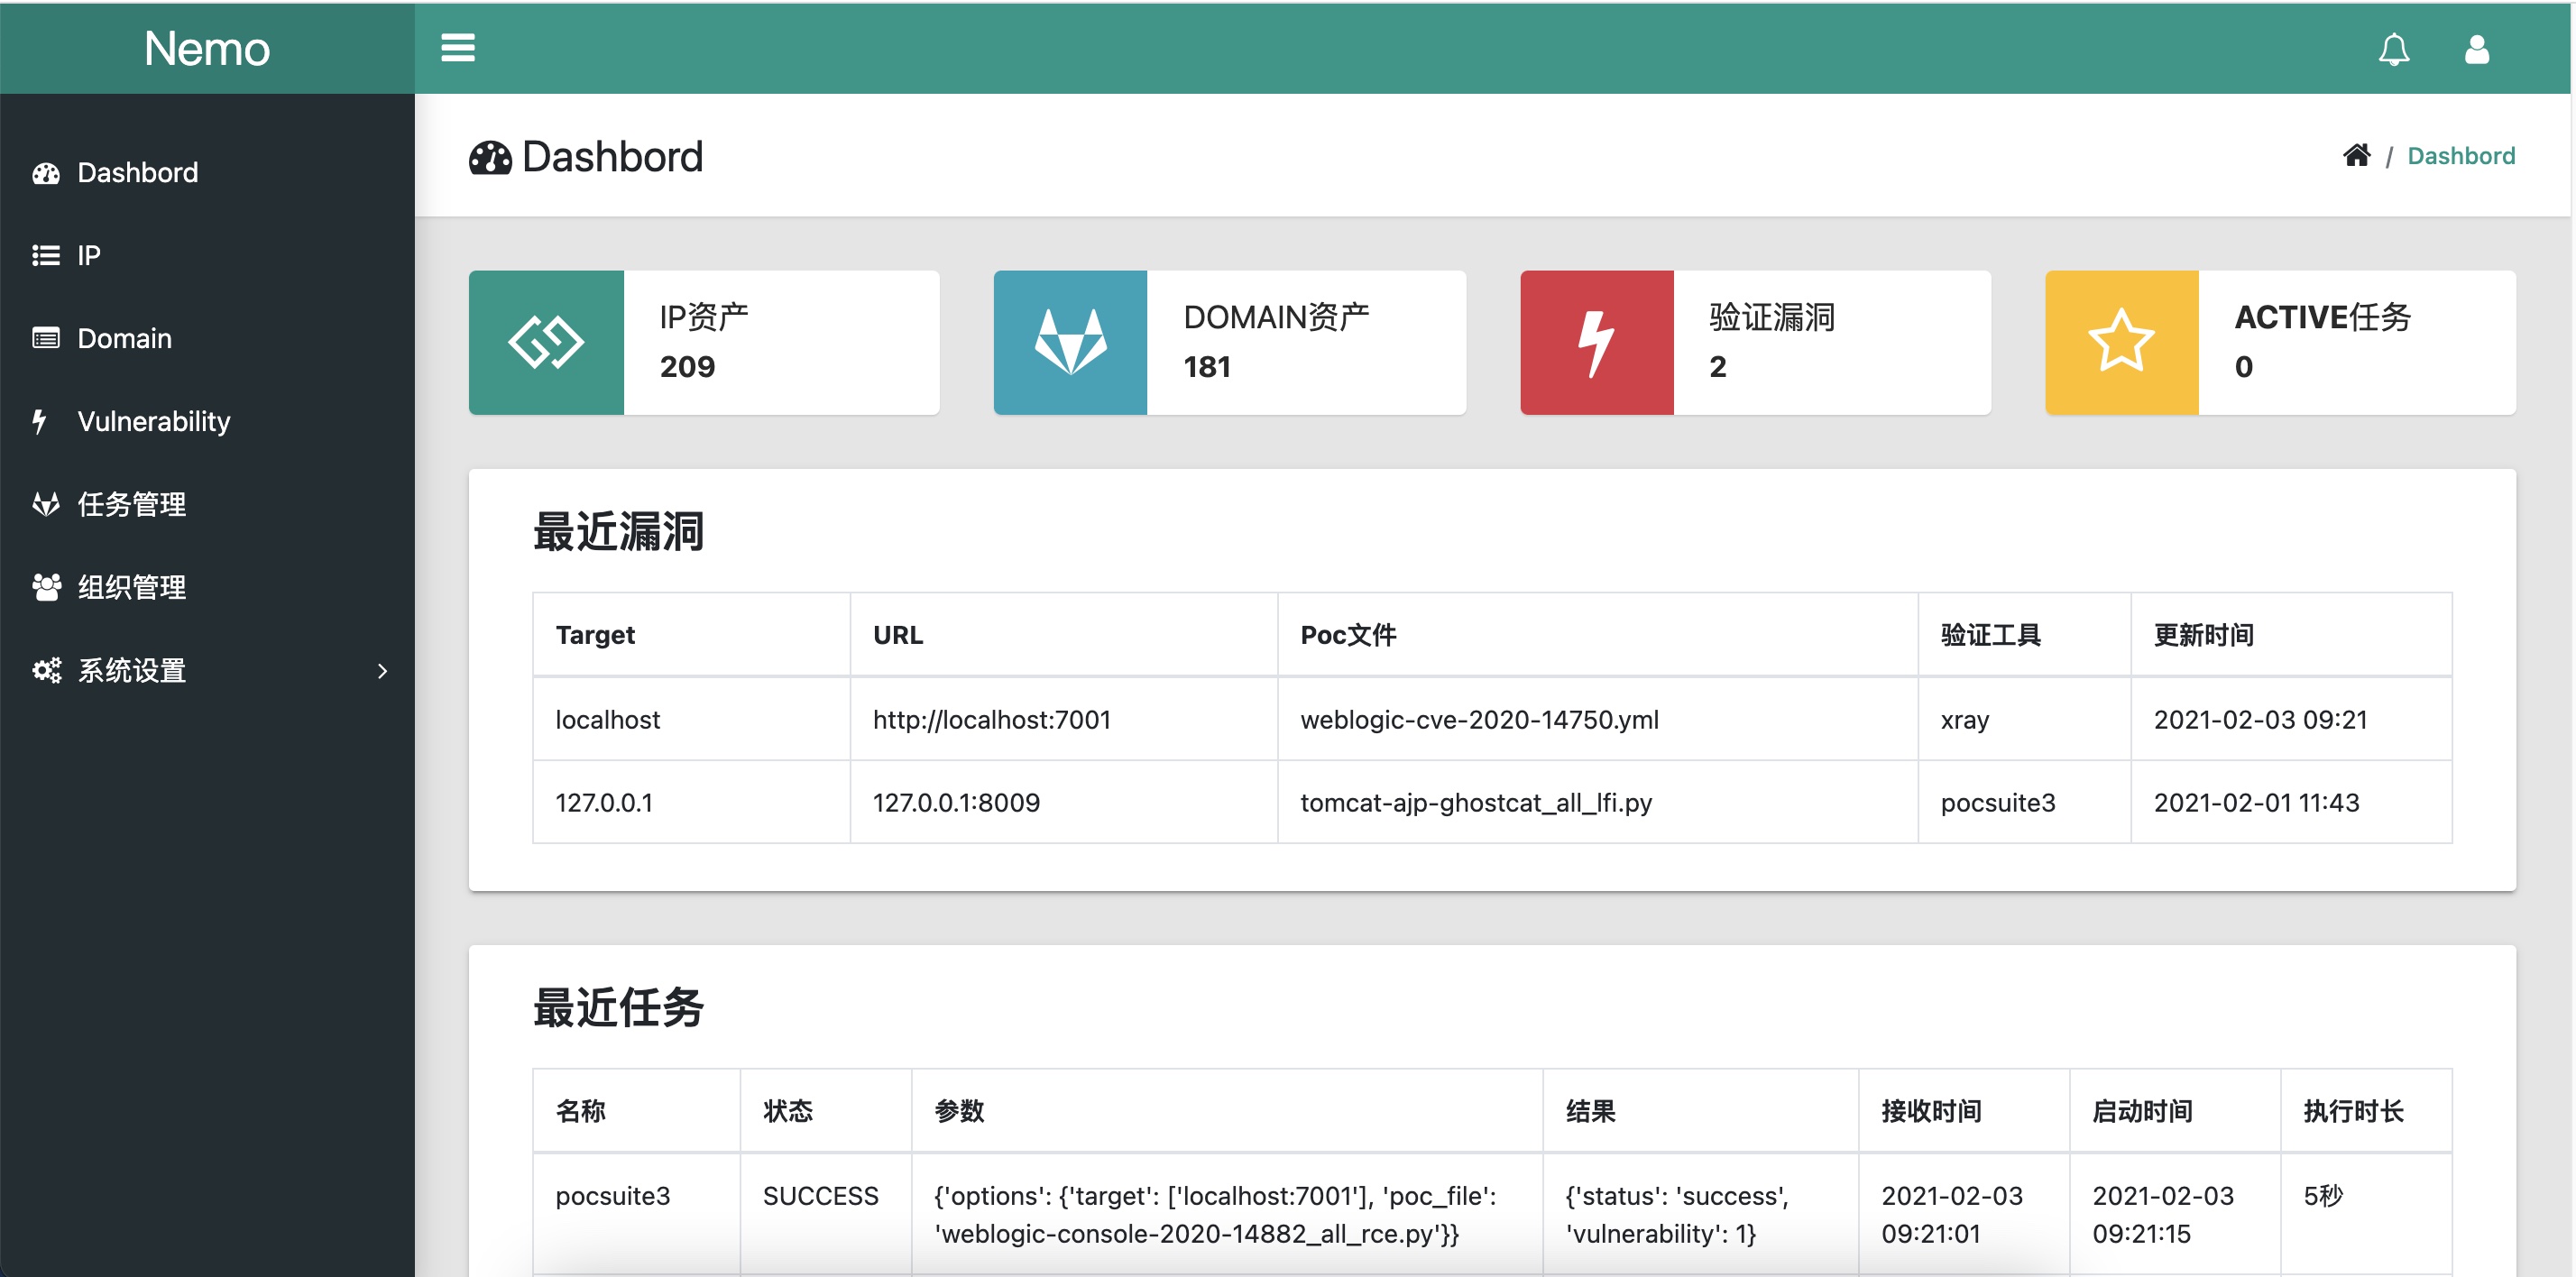 Nemo
Dashbord
IP
Domain
Vulnerability
任务管理
组织管理
系统设置
Dashbord
/ Dashbord
IP资产
209
DOMAIN资产
181
验证漏洞
2
ACTIVE任务
0
最近漏洞
Target URL Poc文件 验证工具 更新时间
localhost http://localhost:7001 weblogic-cve-2020-14750.yml xray 2021-02-03 09:21
127.0.0.1 127.0.0.1:8009 tomcat-ajp-ghostcat_all_lfi.py pocsuite3 2021-02-01 11:43
最近任务
名称 状态 参数 结果 接收时间 启动时间 执行时长
pocsuite3 SUCCESS {'options': {'target': ['localhost:7001'], 'poc_file': {'status': 'success', 2021-02-03 2021-02-03 5秒
'weblogic-console-2020-14882_all_rce.py'}} 'vulnerability': 1} 09:21:01 09:21:15